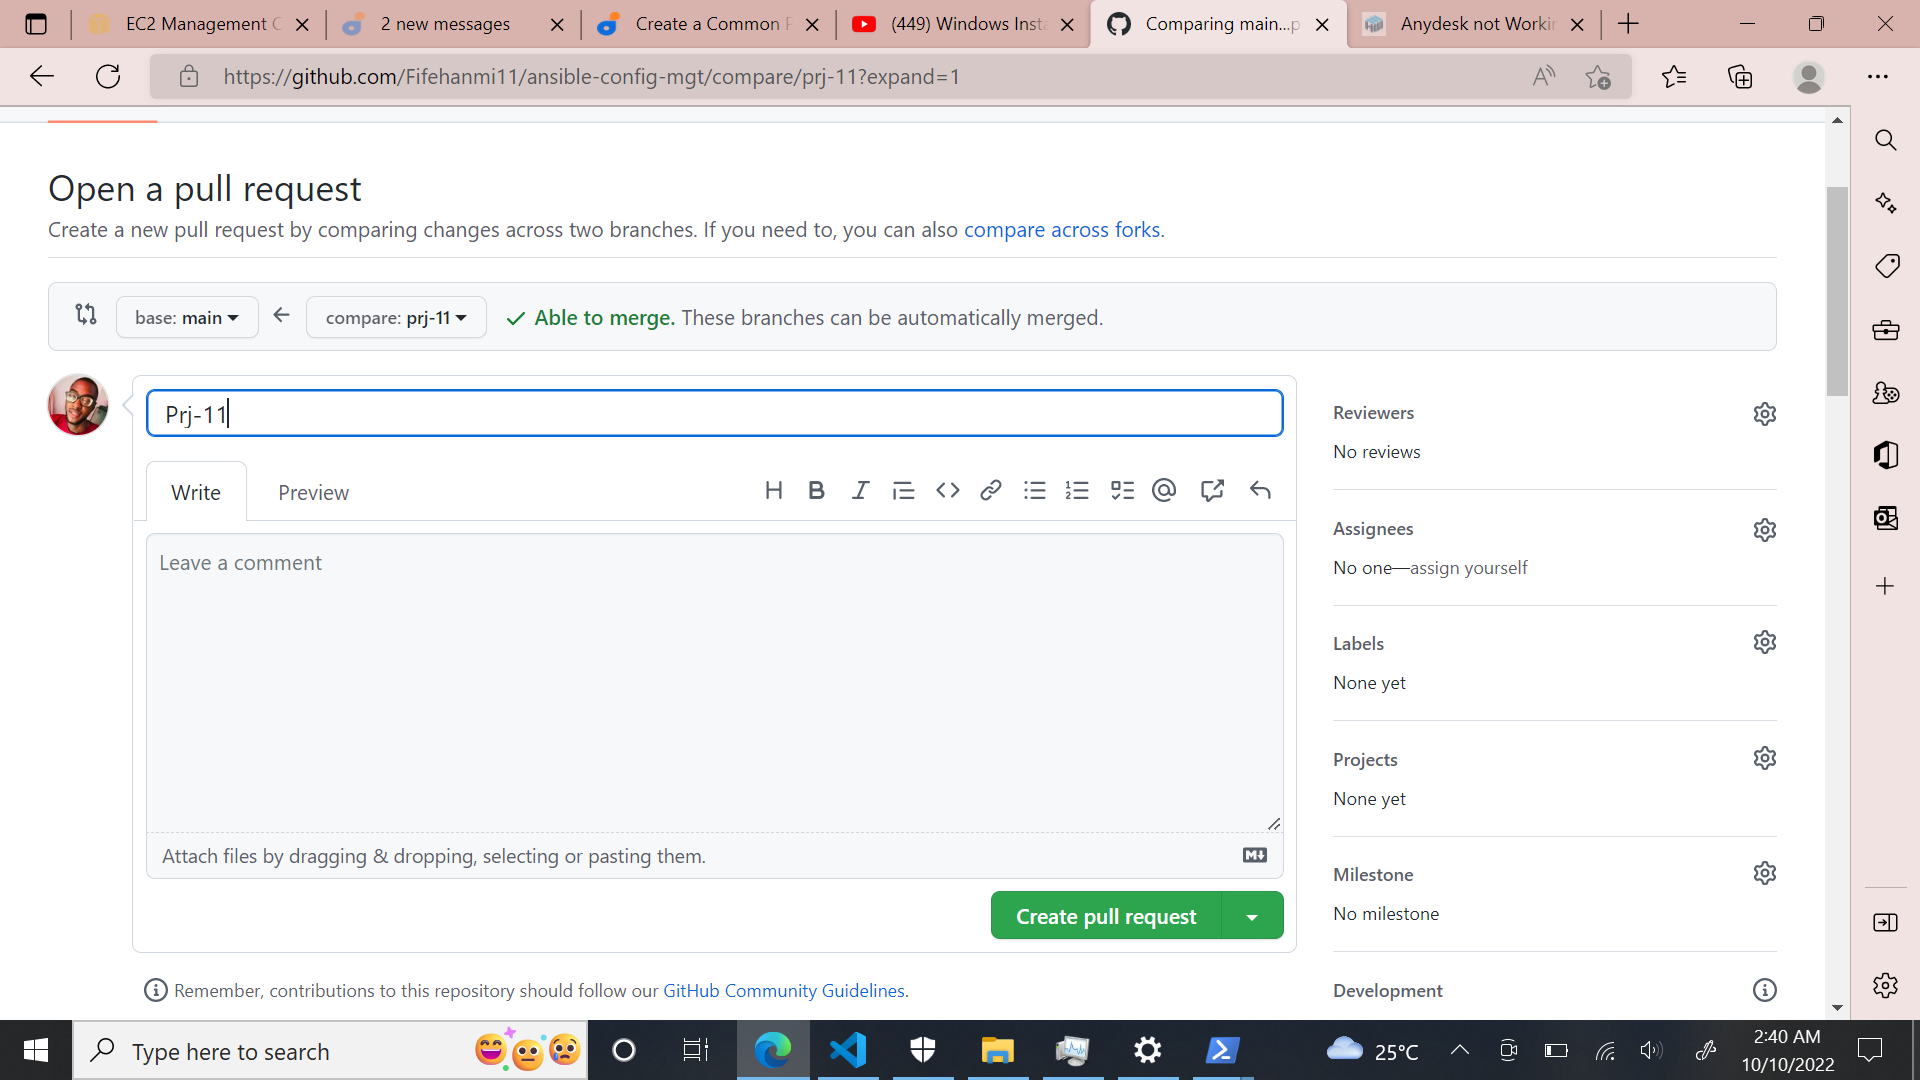 EC2 Management C
2 new messages
Create a Common P
(449) Windows Insta
Comparing main...p
Anydesk not Workin
https://github.com/Fifehanmi11/ansible-config-mgt/compare/prj-11?expand=1
Open a pull request
Create a new pull request by comparing changes across two branches. If you need to, you can also compare across forks.
base: main
compare: prj-11
Able to merge. These branches can be automatically merged.
Prj-11
Write
Preview
Leave a comment
Attach files by dragging & dropping, selecting or pasting them.
Create pull request
Remember, contributions to this repository should follow our GitHub Community Guidelines.
Reviewers
No reviews
Assignees
No one—assign yourself
Labels
None yet
Projects
None yet
Milestone
No milestone
Development
Type here to search
25°C
2:40 AM
10/10/2022